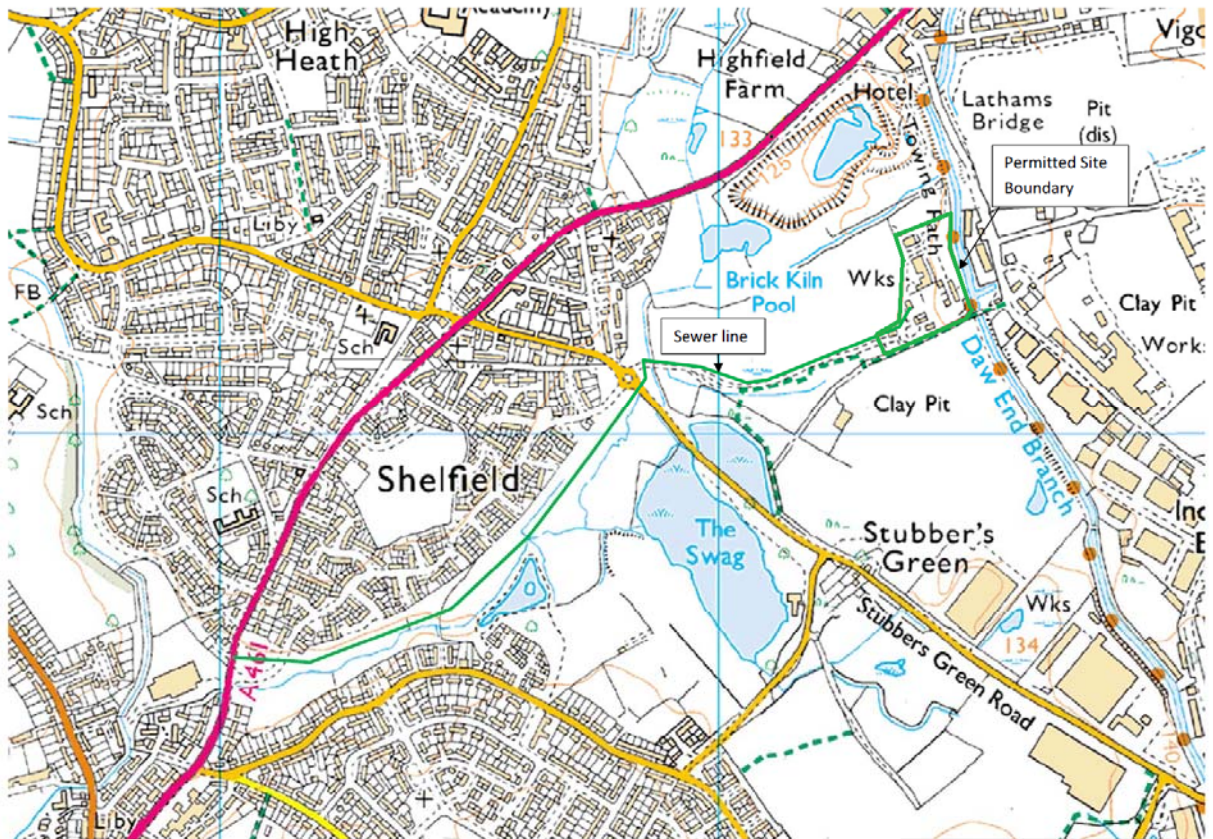 Academy
High
Heath
Highfield
Farm
Hotel
Lathams
Bridge
Pit
(dis)
133
125
Towing Path
Permitted Site
Boundary
Liby
FB
Wks
Brick Kiln
Pool
Clay Pit
Works
Sch
Sewer line
Sch
Daw End Branch
Clay Pit
Shelfield
Sch
The
Swag
Stubber's
Green
Wks
134
Stubbers Green Road
A461
140
Liby